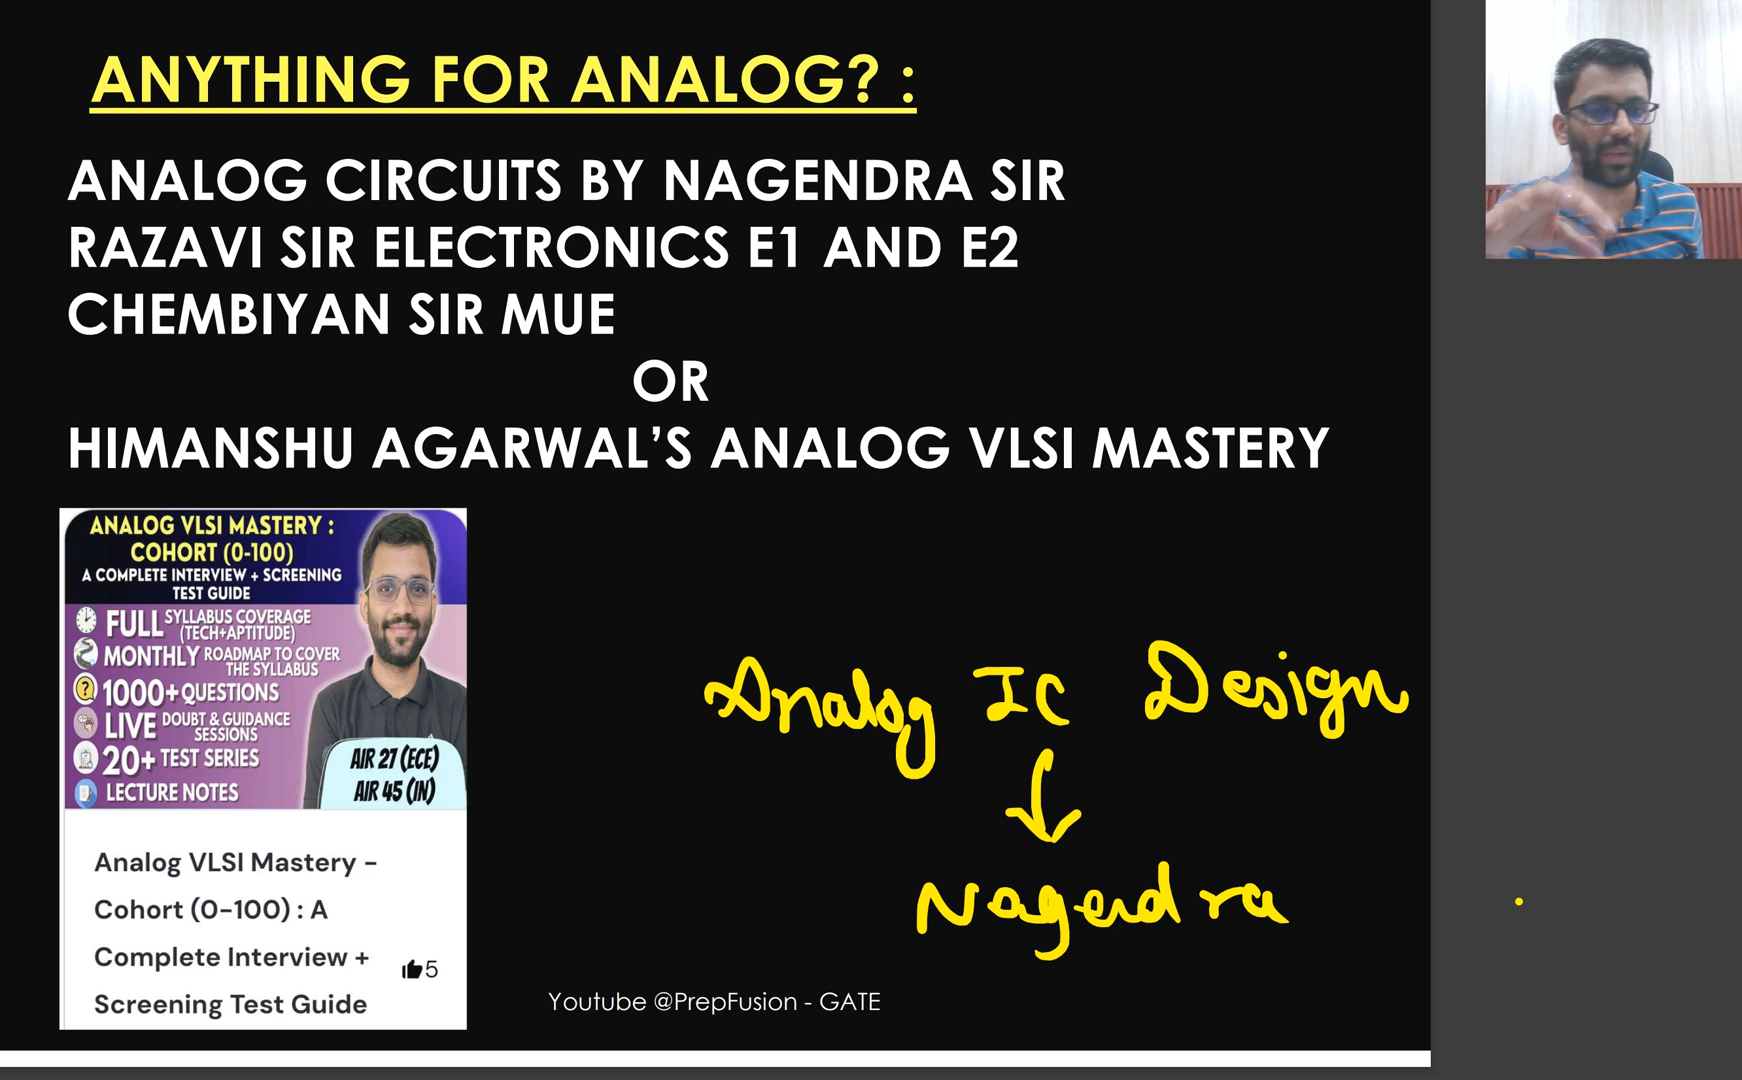 ANYTHING FOR ANALOG? :
ANALOG CIRCUITS BY NAGENDRA SIR
RAZAVI SIR ELECTRONICS E1 AND E2
CHEMBIYAN SIR MUE
OR
HIMANSHU AGARWAL'S ANALOG VLSI MASTERY
ANALOG VLSI MASTERY :
COHORT (0-100)
A COMPLETE INTERVIEW + SCREENING
TEST GUIDE
FULL SYLLABUS COVERAGE
(TECH+APTITUDE)
MONTHLY ROADMAP TO COVER
THE SYLLABUS
1000+ QUESTIONS
LIVE DOUBT & GUIDANCE
SESSIONS
20+ TEST SERIES
LECTURE NOTES
AIR 27 (ECE)
AIR 45 (IN)
Analog VLSI Mastery -
Cohort (0-100) : A
Complete Interview +
Screening Test Guide
5
Analog IC Design
Nagendra
Youtube @PrepFusion - GATE